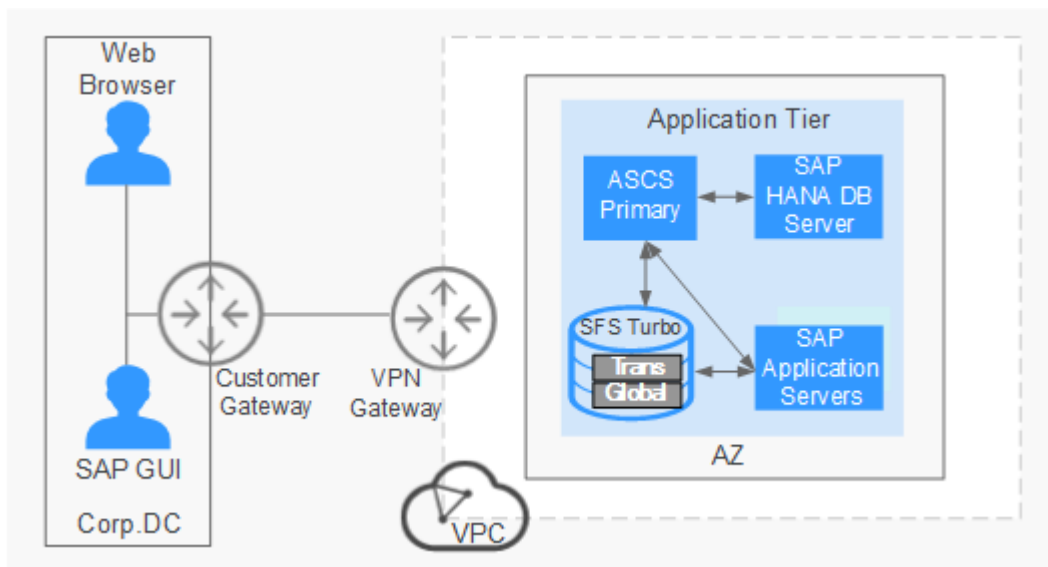 Web
Browser
SAP GUI
Corp.DC
Customer
Gateway
VPN
Gateway
VPC
Application Tier
ASCS
Primary
SAP
HANA DB
Server
SFS Turbo
Trans
Global
SAP
Application
Servers
AZ